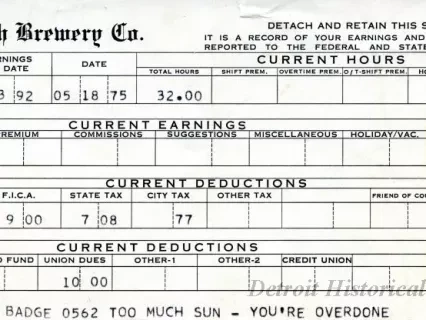 h Brewery Co.
DETACH AND RETAIN THIS S
IT IS A RECORD OF YOUR EARNINGS AND
REPORTED TO THE FEDERAL AND STATE
RNINGS DATE DATE CURRENT HOURS
TOTAL HOURS SHIFT PREM. OVERTIME PREM. O/T-SHIFT PREM. HO
3 92 05 18 75 32.00
CURRENT EARNINGS
REMIUM COMMISSIONS SUGGESTIONS MISCELLANEOUS HOLIDAY/VAC.
CURRENT DEDUCTIONS
F.I.C.A. STATE TAX CITY TAX OTHER TAX FRIEND OF CO
9 00 7 08 77
CURRENT DEDUCTIONS
D FUND UNION DUES OTHER-1 OTHER-2 CREDIT UNION
10 00
Detroit Historical
BADGE 0562 TOO MUCH SUN - YOU'RE OVERDONE